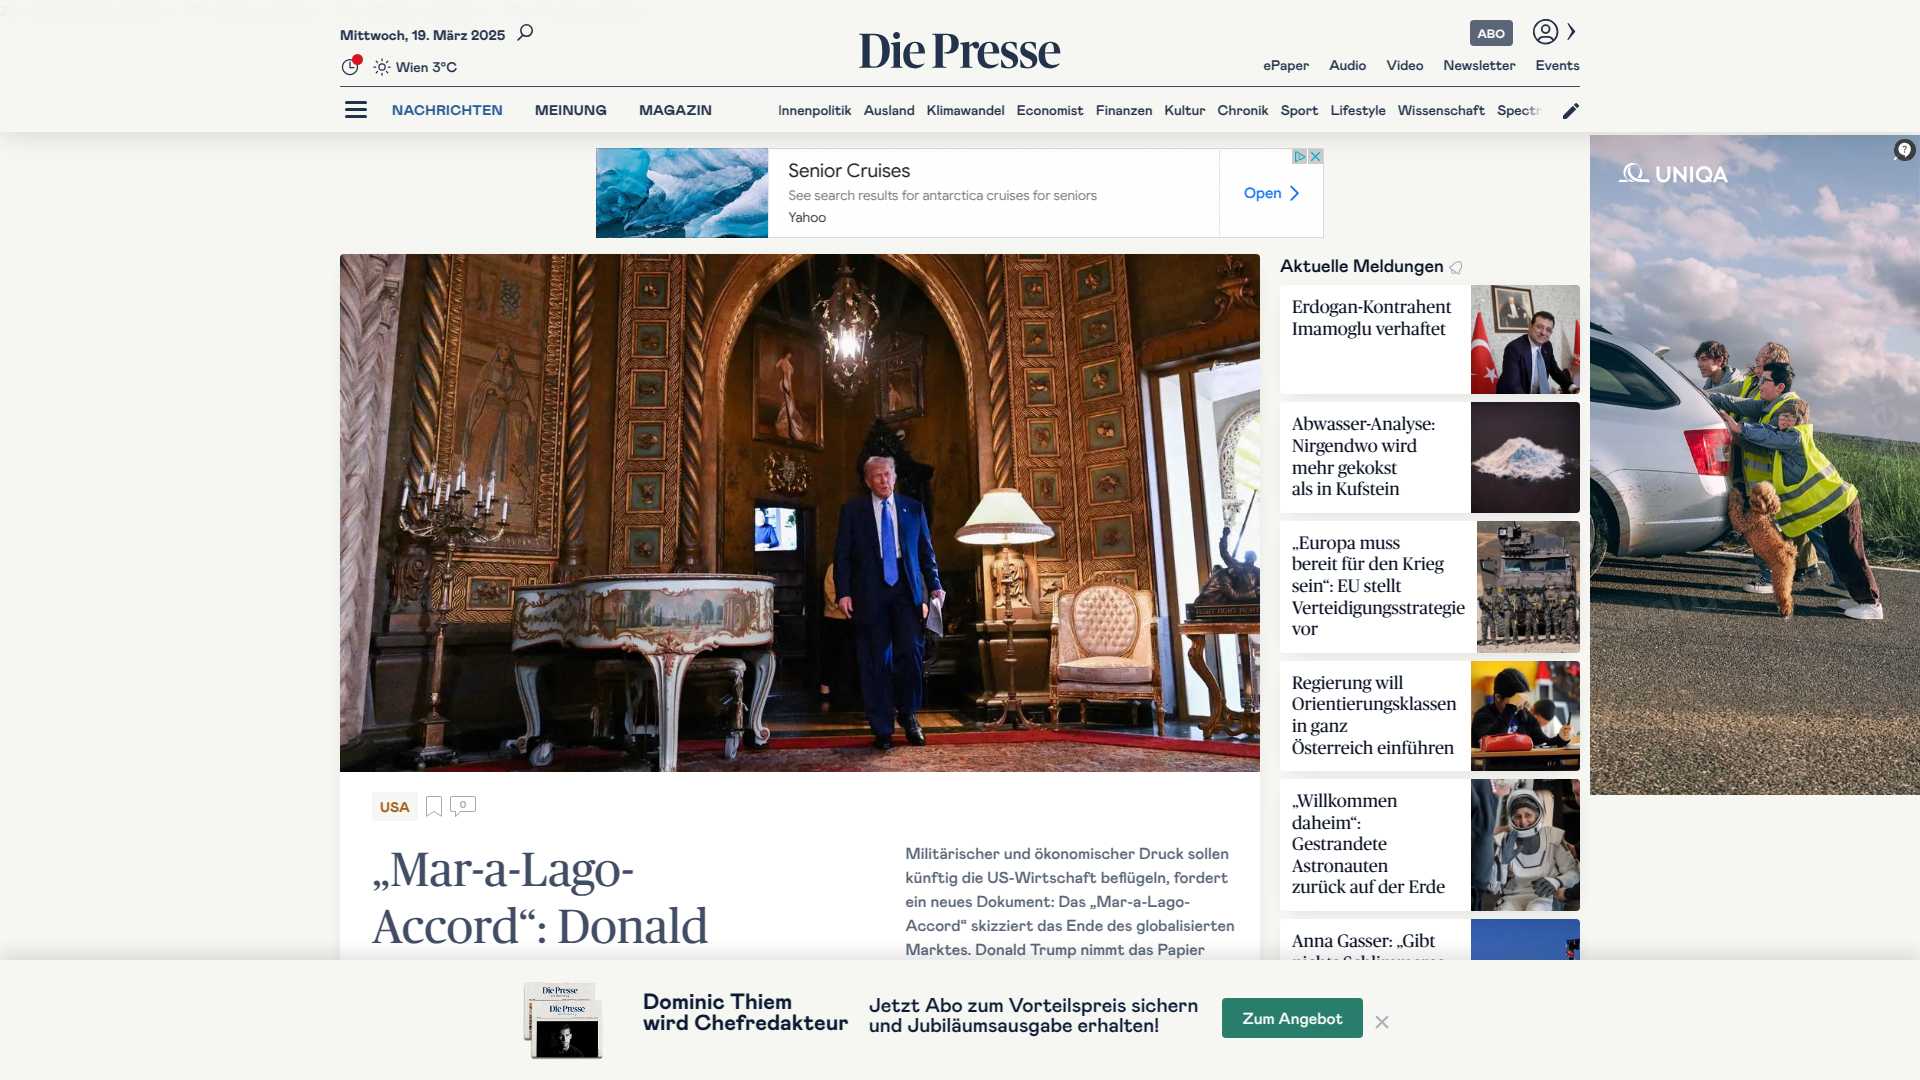 Mittwoch, 19. März 2025
Wien 3°C
Die Presse
ABO
ePaper Audio Video Newsletter Events
NACHRICHTEN MEINUNG MAGAZIN
Innenpolitik Ausland Klimawandel Economist Finanzen Kultur Chronik Sport Lifestyle Wissenschaft
Senior Cruises
See search results for antarctica cruises for seniors
Yahoo
Open
UNIQA
Aktuelle Meldungen
Erdogan-Kontrahent
Imamoglu verhaftet
Abwasser-Analyse:
Nirgendwo wird
mehr gekokst
als in Kufstein
„Europa muss
bereit für den Krieg
sein“: EU stellt
Verteidigungsstrategie
vor
Regierung will
Orientierungsklassen
in ganz
Österreich einführen
„Willkommen
daheim“:
Gestrandete
Astronauten
zurück auf der Erde
Anna Gasser: „Gibt
USA
0
„Mar-a-Lago-
Accord“: Donald
Militärischer und ökonomischer Druck sollen
künftig die US-Wirtschaft beflügeln, fordert
ein neues Dokument: Das „Mar-a-Lago-
Accord“ skizziert das Ende des globalisierten
Marktes. Donald Trump nimmt das Papier
Die Presse
Die Presse
Dominic Thiem
wird Chefredakteur
Jetzt Abo zum Vorteilspreis sichern
und Jubiläumsausgabe erhalten!
Zum Angebot